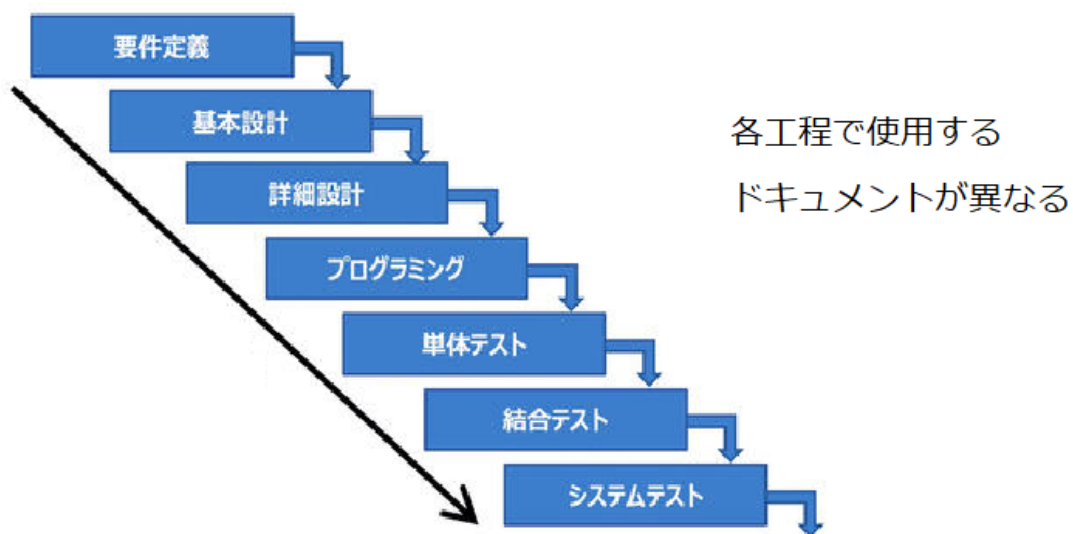 要件定義
基本設計
詳細設計
プログラミング
単体テスト
結合テスト
システムテスト
各工程で使用する
ドキュメントが異なる